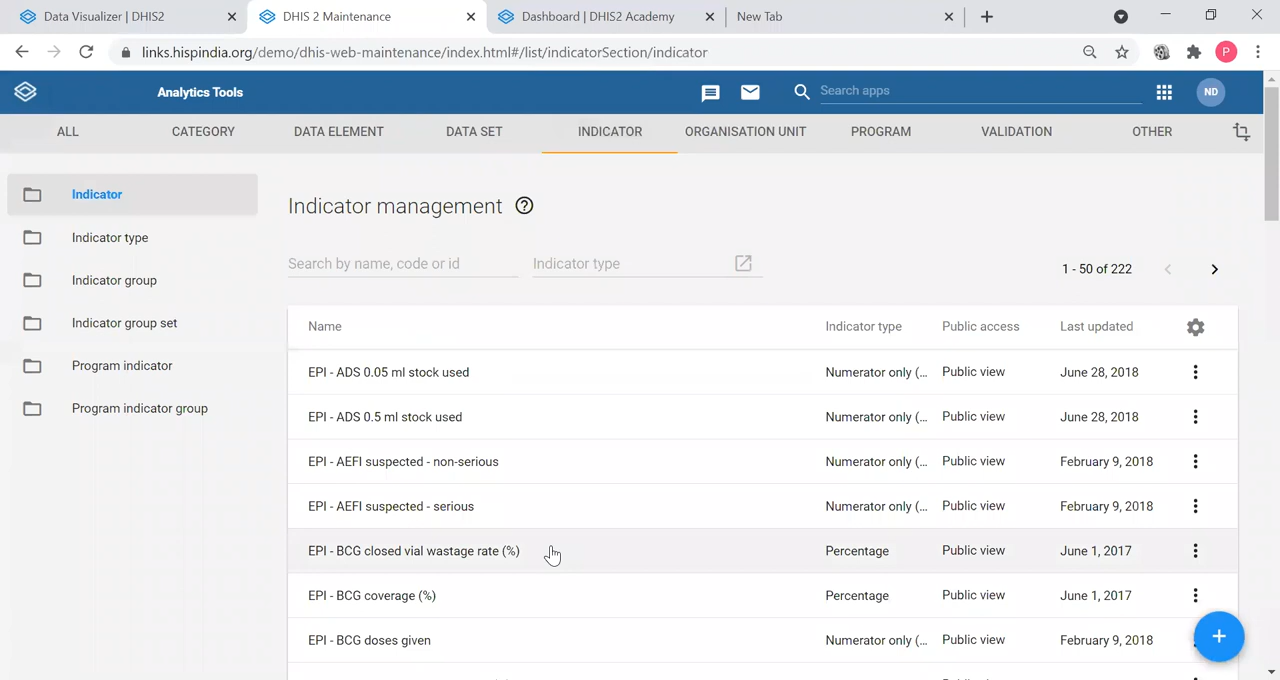 Data Visualizer | DHIS2
DHIS 2 Maintenance
Dashboard | DHIS2 Academy
New Tab
links.hispindia.org/demo/dhis-web-maintenance/index.html#/list/indicatorSection/indicator
P
Analytics Tools
Search apps
ND
ALL
CATEGORY
DATA ELEMENT
DATA SET
INDICATOR
ORGANISATION UNIT
PROGRAM
VALIDATION
OTHER
Indicator
Indicator type
Indicator group
Indicator group set
Program indicator
Program indicator group
Indicator management
Search by name, code or id
Indicator type
1 - 50 of 222
Name Indicator type Public access Last updated
EPI - ADS 0.05 ml stock used Numerator only (... Public view June 28, 2018
EPI - ADS 0.5 ml stock used Numerator only (... Public view June 28, 2018
EPI - AEFI suspected - non-serious Numerator only (... Public view February 9, 2018
EPI - AEFI suspected - serious Numerator only (... Public view February 9, 2018
EPI - BCG closed vial wastage rate (%) Percentage Public view June 1, 2017
EPI - BCG coverage (%) Percentage Public view June 1, 2017
EPI - BCG doses given Numerator only (... Public view February 9, 2018